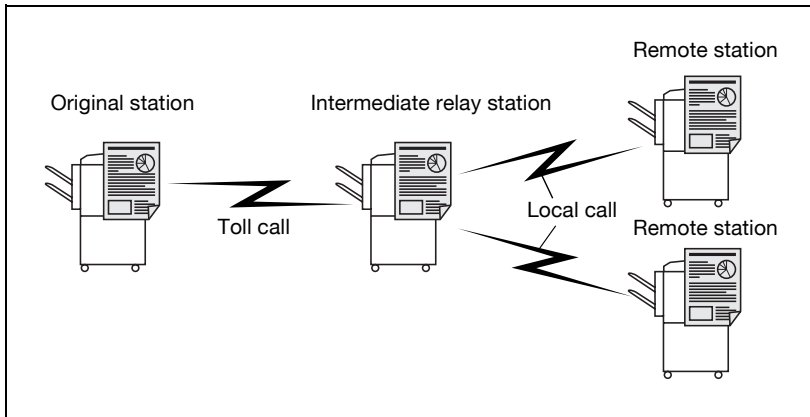 Remote station
Original station
Intermediate relay station
Toll call
Local call
Remote station